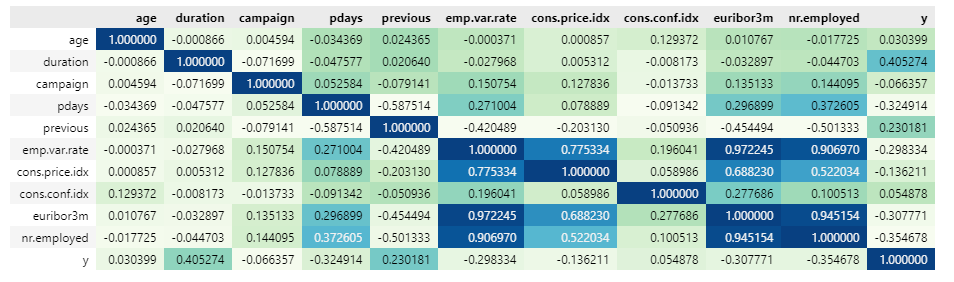 age duration campaign pdays previous emp.var.rate cons.price.idx cons.conf.idx euribor3m nr.employed y
age 1.000000 -0.000866 0.004594 -0.034369 0.024365 -0.000371 0.000857 0.129372 0.010767 -0.017725 0.030399
duration -0.000866 1.000000 -0.071699 -0.047577 0.020640 -0.027968 0.005312 -0.008173 -0.032897 -0.044703 0.405274
campaign 0.004594 -0.071699 1.000000 0.052584 -0.079141 0.150754 0.127836 -0.013733 0.135133 0.144095 -0.066357
pdays -0.034369 -0.047577 0.052584 1.000000 -0.587514 0.271004 0.078889 -0.091342 0.296899 0.372605 -0.324914
previous 0.024365 0.020640 -0.079141 -0.587514 1.000000 -0.420489 -0.203130 -0.050936 -0.454494 -0.501333 0.230181
emp.var.rate -0.000371 -0.027968 0.150754 0.271004 -0.420489 1.000000 0.775334 0.196041 0.972245 0.906970 -0.298334
cons.price.idx 0.000857 0.005312 0.127836 0.078889 -0.203130 0.775334 1.000000 0.058986 0.688230 0.522034 -0.136211
cons.conf.idx 0.129372 -0.008173 -0.013733 -0.091342 -0.050936 0.196041 0.058986 1.000000 0.277686 0.100513 0.054878
euribor3m 0.010767 -0.032897 0.135133 0.296899 -0.454494 0.972245 0.688230 0.277686 1.000000 0.945154 -0.307771
nr.employed -0.017725 -0.044703 0.144095 0.372605 -0.501333 0.906970 0.522034 0.100513 0.945154 1.000000 -0.354678
y 0.030399 0.405274 -0.066357 -0.324914 0.230181 -0.298334 -0.136211 0.054878 -0.307771 -0.354678 1.000000